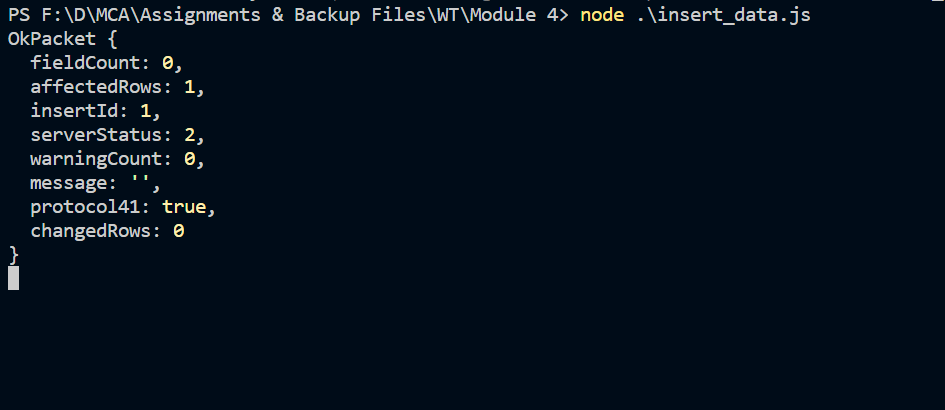 PS F:\D\MCA\Assignments & Backup Files\WT\Module 4> node .\insert_data.js
OkPacket {
  fieldCount: 0,
  affectedRows: 1,
  insertId: 1,
  serverStatus: 2,
  warningCount: 0,
  message: '',
  protocol41: true,
  changedRows: 0
}